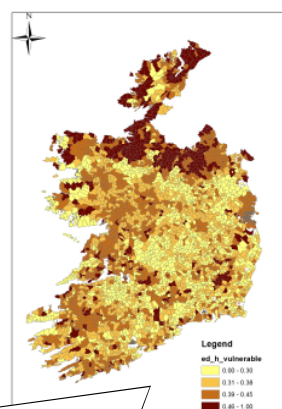 N
Legend
ed_h_vulnerable
0.00 - 0.30
0.31 - 0.38
0.39 - 0.45
0.46 - 1.00